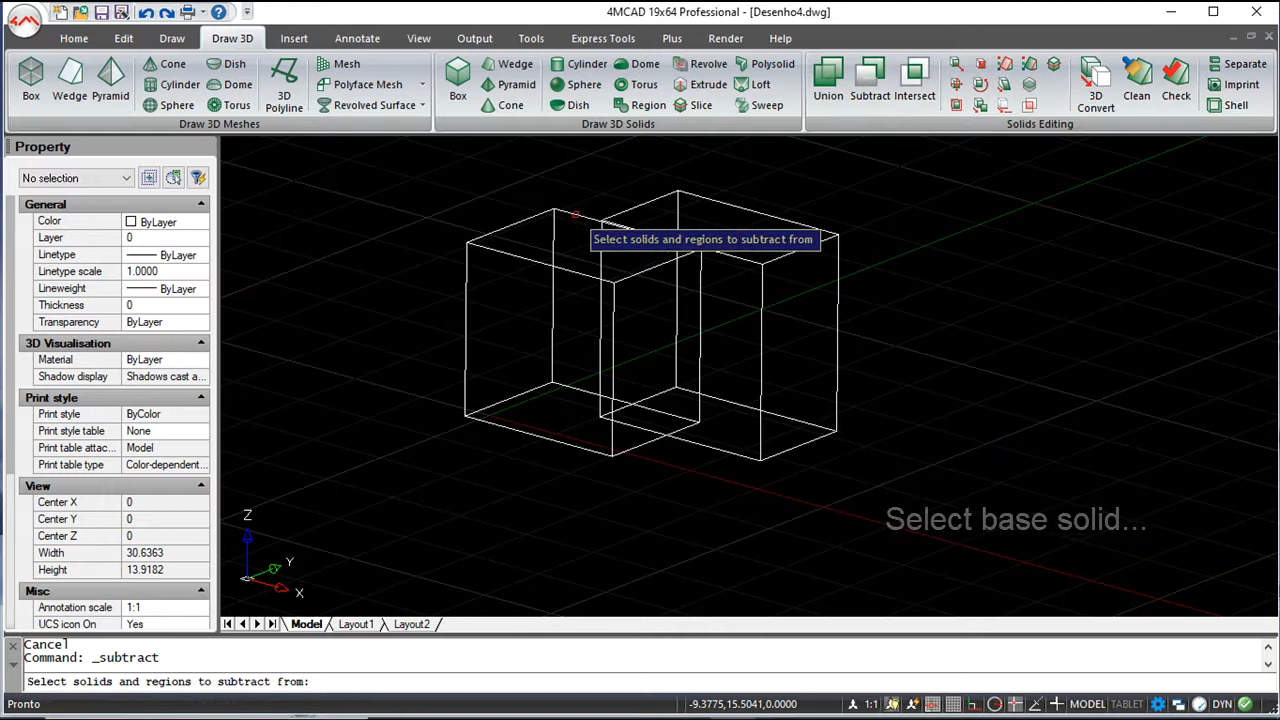 4MCAD 19x64 Professional - [Desenho4.dwg]
Home Edit Draw Draw 3D Insert Annotate View Output Tools Express Tools Plus Render Help
Box Wedge Pyramid
Cone Dish
Cylinder Dome
Sphere Torus
3D Polyline
Mesh
Polyface Mesh
Revolved Surface
Draw 3D Meshes
Box
Wedge Cylinder Dome Revolve Polysolid
Pyramid Sphere Torus Extrude Loft
Cone Dish Region Slice Sweep
Draw 3D Solids
Union Subtract Intersect
3D Convert Clean Check
Separate
Imprint
Shell
Solids Editing
Property
No selection
General
Color ByLayer
Layer 0
Linetype ByLayer
Linetype scale 1.0000
Lineweight ByLayer
Thickness 0
Transparency ByLayer
3D Visualisation
Material ByLayer
Shadow display Shadows cast a...
Print style
Print style ByColor
Print style table None
Print table attac... Model
Print table type Color-dependent...
View
Center X 0
Center Y 0
Center Z 0
Width 30.6363
Height 13.9182
Misc
Annotation scale 1:1
UCS icon On Yes
Select solids and regions to subtract from
Select base solid...
Z
Y
X
Model Layout1 Layout2
Cancel
Command: _subtract
Select solids and regions to subtract from:
Pronto -9.3775,15.5041,0.0000 1:1 MODEL TABLET DYN